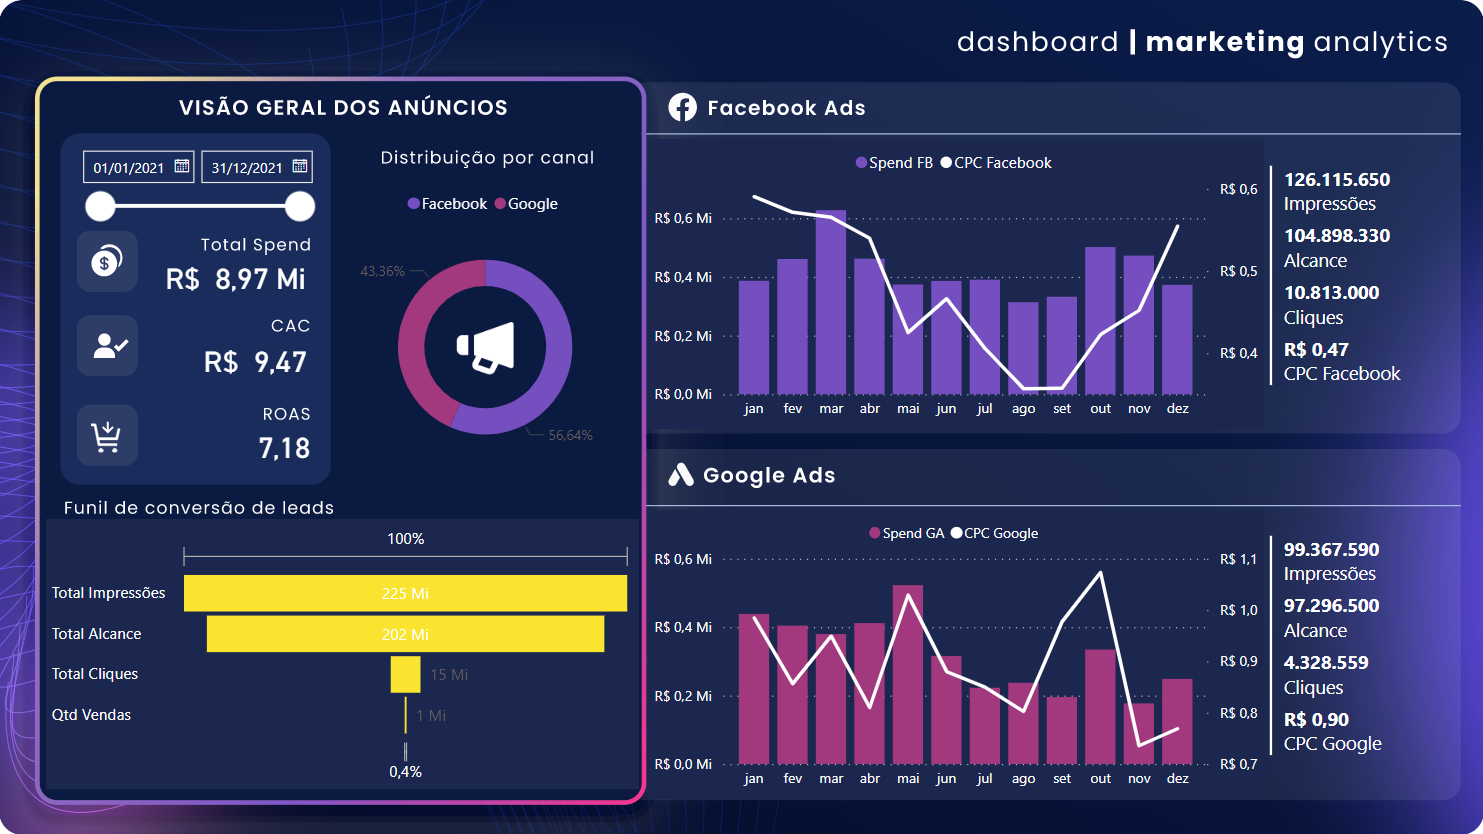 dashboard | marketing analytics
VISÃO GERAL DOS ANÚNCIOS
01/01/2021
31/12/2021
Total Spend
R$ 8,97 Mi
CAC
R$ 9,47
ROAS
7,18
Distribuição por canal
Facebook Google
43,36%
56,64%
Funil de conversão de leads
100%
Total Impressões 225 Mi
Total Alcance 202 Mi
Total Cliques 15 Mi
Qtd Vendas 1 Mi
0,4%
Facebook Ads
Spend FB CPC Facebook
R$ 0,6 Mi
R$ 0,4 Mi
R$ 0,2 Mi
R$ 0,0 Mi
R$ 0,6
R$ 0,5
R$ 0,4
jan fev mar abr mai jun jul ago set out nov dez
126.115.650
Impressões
104.898.330
Alcance
10.813.000
Cliques
R$ 0,47
CPC Facebook
Google Ads
Spend GA CPC Google
R$ 0,6 Mi
R$ 0,4 Mi
R$ 0,2 Mi
R$ 0,0 Mi
R$ 1,1
R$ 1,0
R$ 0,9
R$ 0,8
R$ 0,7
jan fev mar abr mai jun jul ago set out nov dez
99.367.590
Impressões
97.296.500
Alcance
4.328.559
Cliques
R$ 0,90
CPC Google